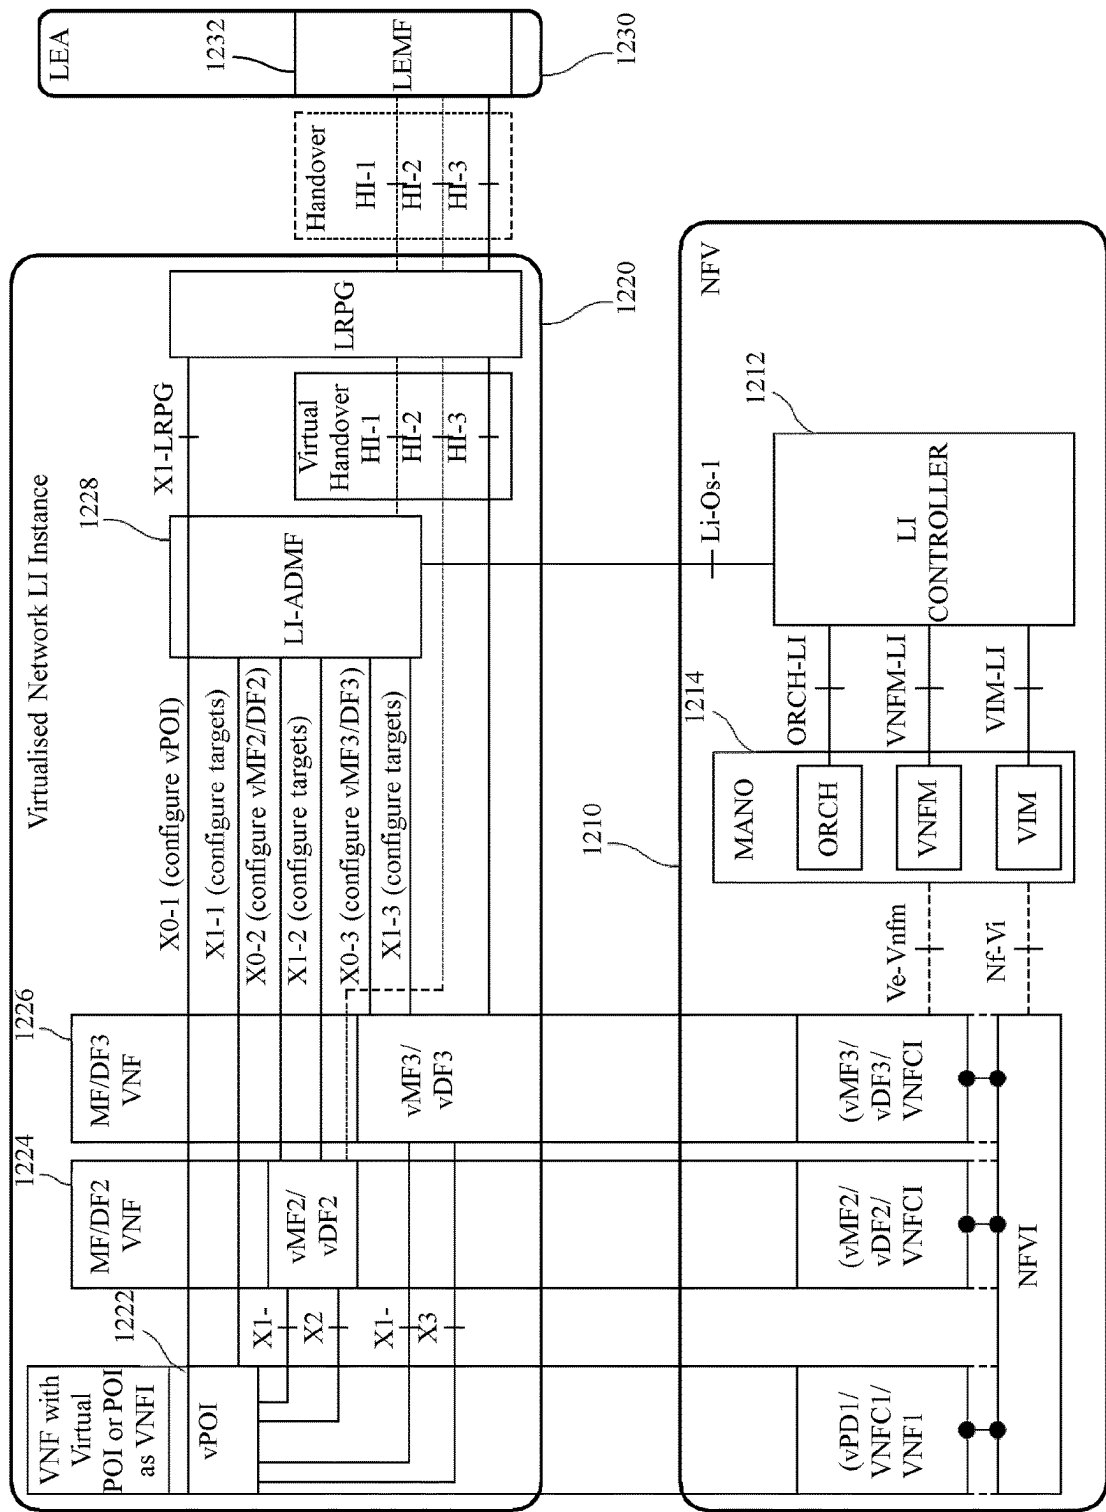 Virtualised Network LI Instance
VNF with
Virtual
POI or POI
as VNFI
vPOI
1222
MF/DF2
VNF
1224
vMF2/
vDF2
MF/DF3
VNF
1226
vMF3/
vDF3
X1-
X2
X1-
X3
X0-1 (configure vPOI)
X1-1 (configure targets)
X0-2 (configure vMF2/DF2)
X1-2 (configure targets)
X0-3 (configure vMF3/DF3)
X1-3 (configure targets)
LI-ADMF
1228
X1-LRPG
Virtual
Handover
HI-1
HI-2
HI-3
LRPG
1220
Handover
HI-1
HI-2
HI-3
LEA
1232
LEMF
1230
Li-Os-1
NFV
1210
(vPD1/
VNFC1/
VNF1
(vMF2/
vDF2/
VNFCI
(vMF3/
vDF3/
VNFCI
NFVI
Ve-Vnfm
Nf-Vi
MANO
1214
ORCH
VNFM
VIM
ORCH-LI
VNFM-LI
VIM-LI
LI
CONTROLLER
1212